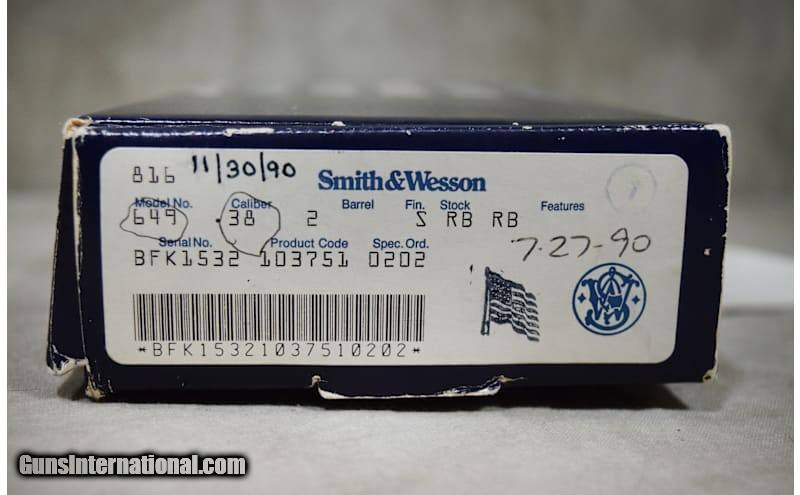 816 11/30/90 Smith & Wesson 1
Model No. Caliber Barrel Fin. Stock Features
649 .38 2 S RB RB
Serial No. Product Code Spec. Ord. 7-27-90
BFK1532 103751 0202
*BFK15321037510202*
GunsInternational.com